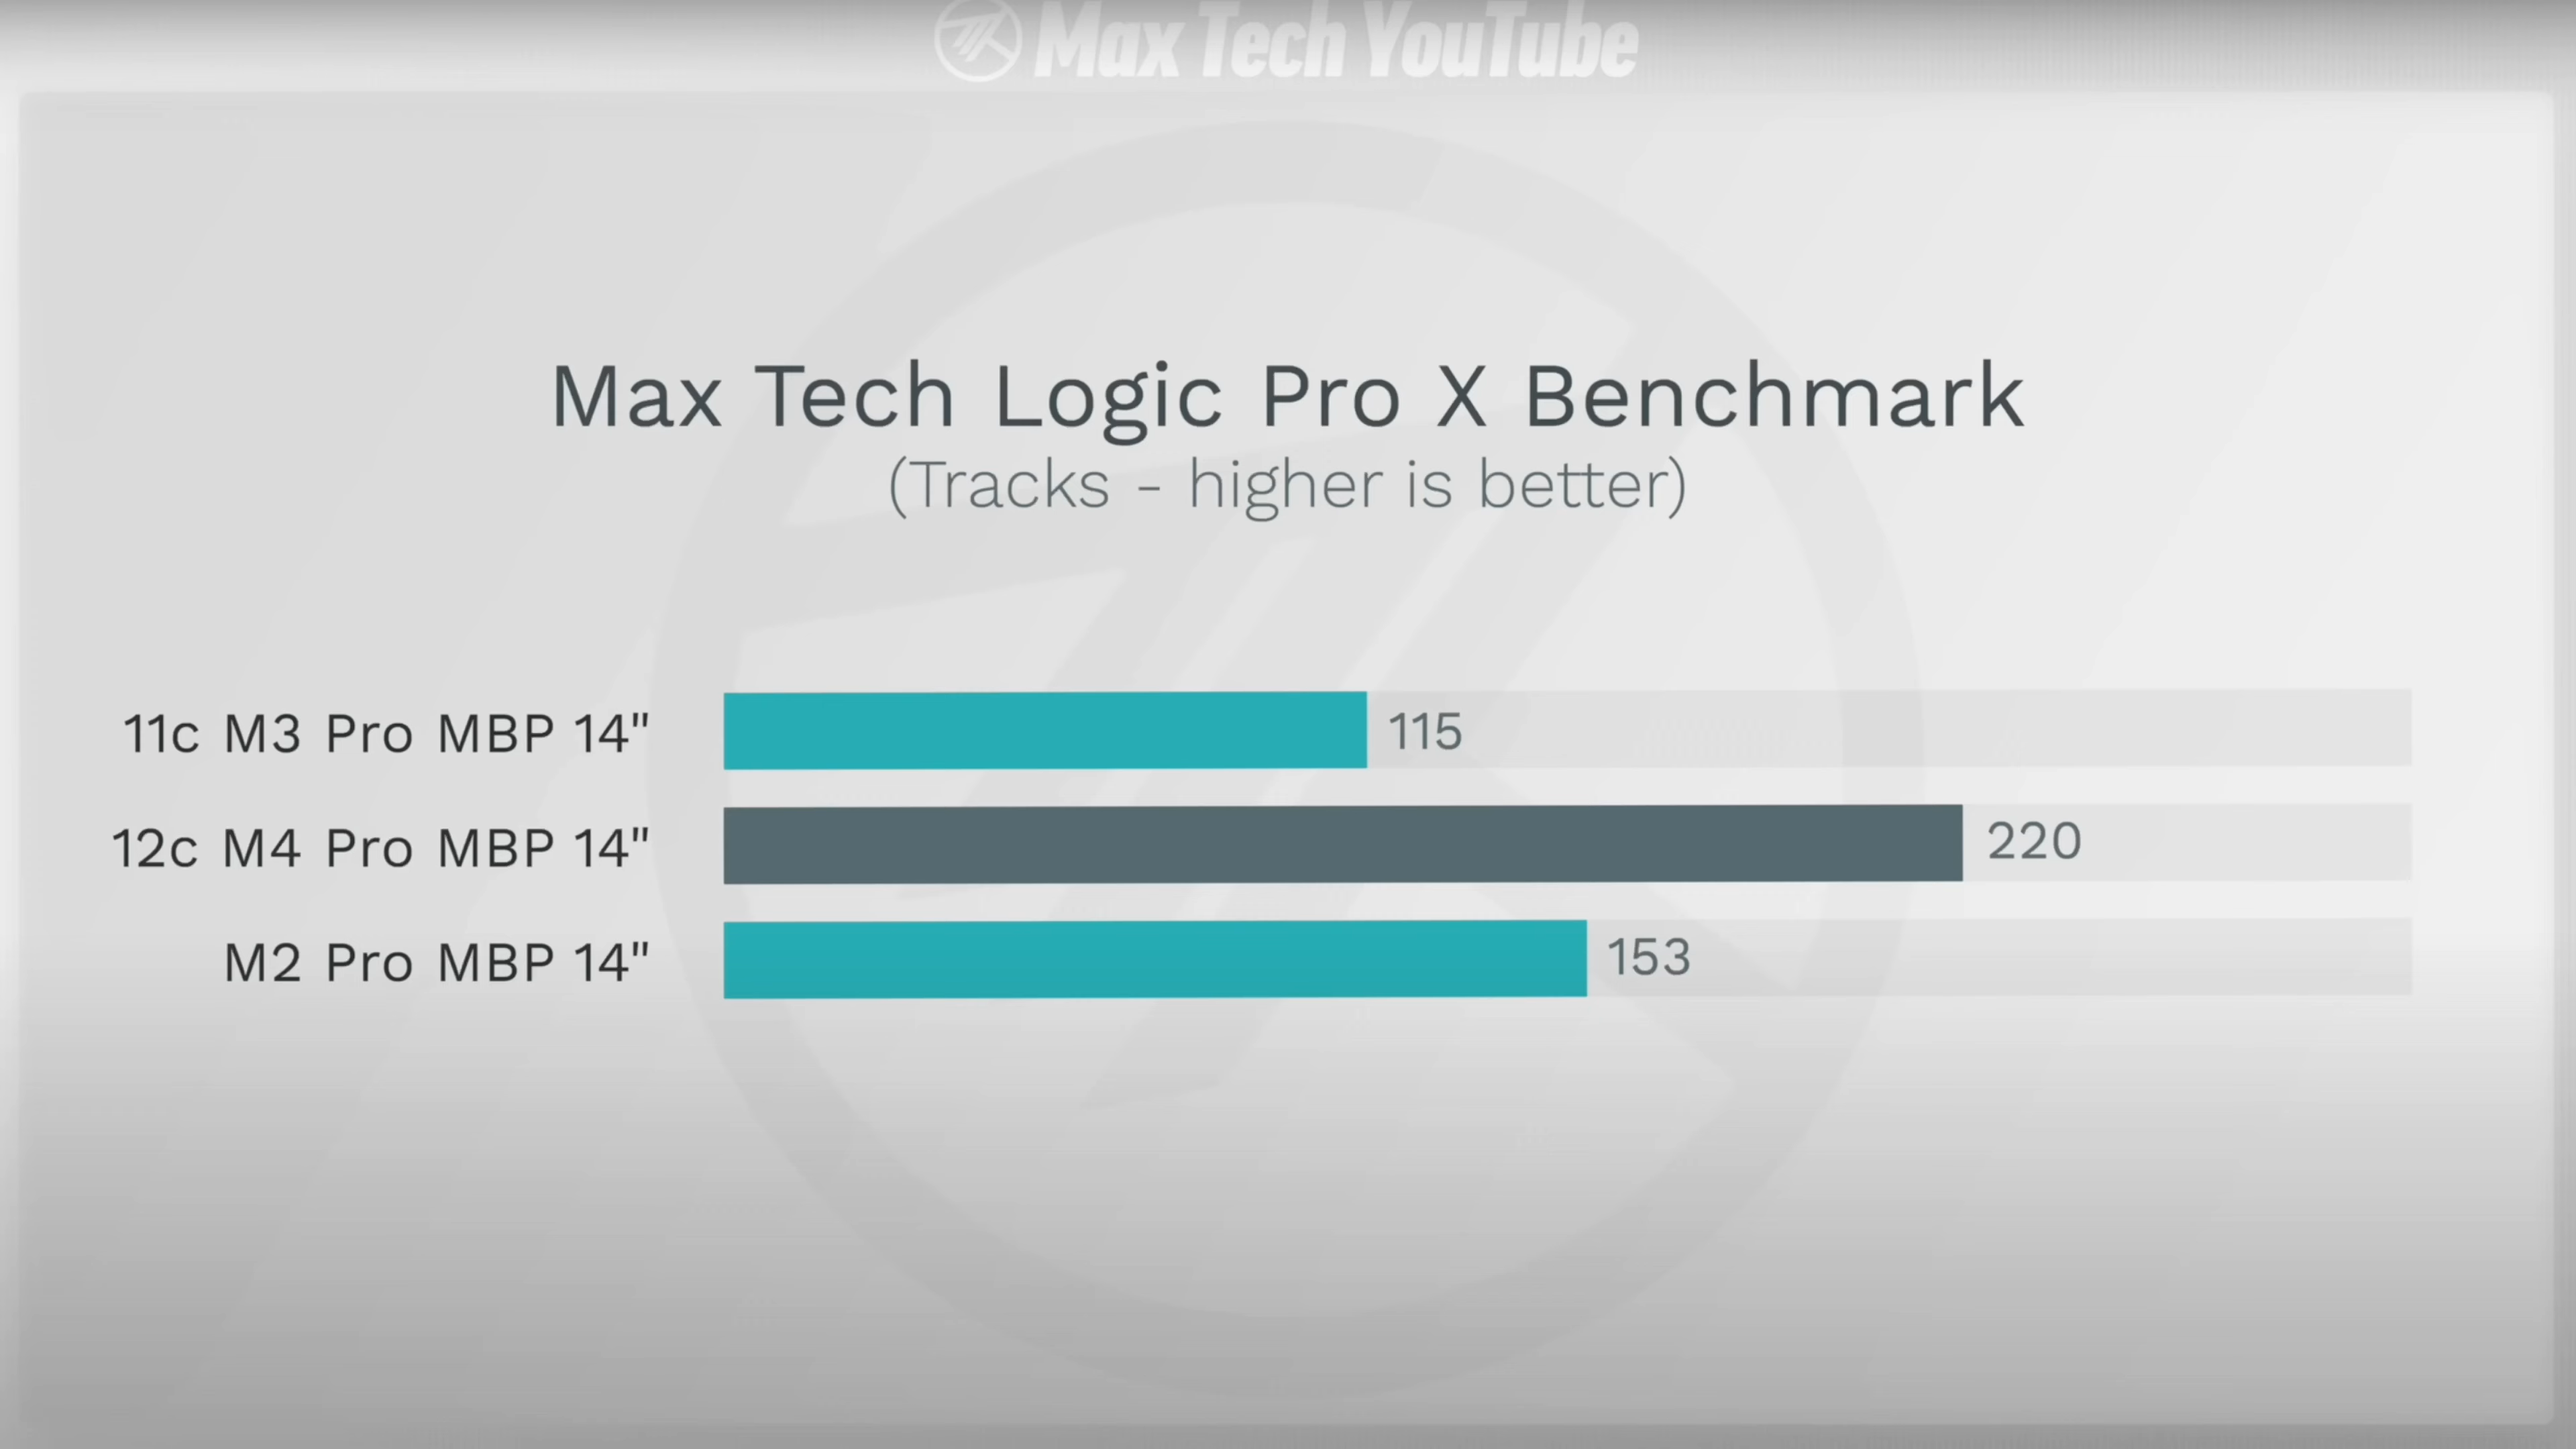 Max Tech YouTube
Max Tech Logic Pro X Benchmark
(Tracks - higher is better)
11c M3 Pro MBP 14" 115
12c M4 Pro MBP 14" 220
M2 Pro MBP 14" 153